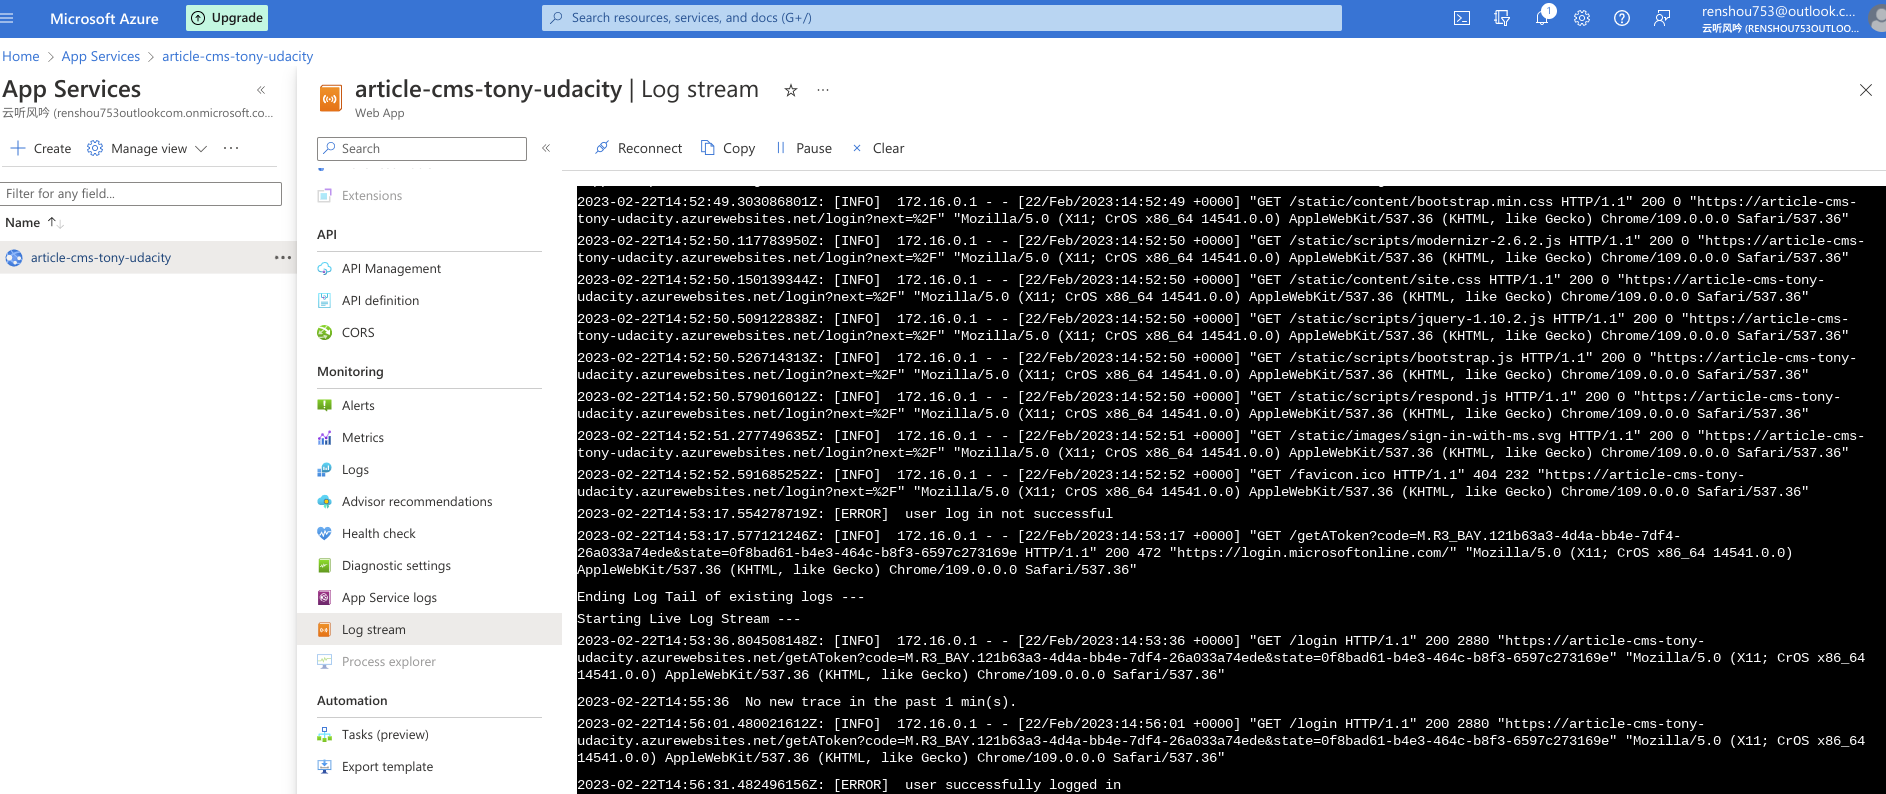 Microsoft Azure
Upgrade
Search resources, services, and docs (G+/)
1
renshou753@outlook.c...
云听风吟 (RENSHOU753OUTLOO...
Home > App Services > article-cms-tony-udacity
App Services
云听风吟 (renshou753outlookcom.onmicrosoft.co...
Create
Manage view
Filter for any field...
Name
article-cms-tony-udacity
article-cms-tony-udacity | Log stream
Web App
Search
Extensions
API
API Management
API definition
CORS
Monitoring
Alerts
Metrics
Logs
Advisor recommendations
Health check
Diagnostic settings
App Service logs
Log stream
Process explorer
Automation
Tasks (preview)
Export template
Reconnect
Copy
Pause
Clear
2023-02-22T14:52:49.303086801Z: [INFO]  172.16.0.1 - - [22/Feb/2023:14:52:49 +0000] "GET /static/content/bootstrap.min.css HTTP/1.1" 200 0 "https://article-cms-
tony-udacity.azurewebsites.net/login?next=%2F" "Mozilla/5.0 (X11; CrOS x86_64 14541.0.0) AppleWebKit/537.36 (KHTML, like Gecko) Chrome/109.0.0.0 Safari/537.36"
2023-02-22T14:52:50.117783950Z: [INFO]  172.16.0.1 - - [22/Feb/2023:14:52:50 +0000] "GET /static/scripts/modernizr-2.6.2.js HTTP/1.1" 200 0 "https://article-cms-
tony-udacity.azurewebsites.net/login?next=%2F" "Mozilla/5.0 (X11; CrOS x86_64 14541.0.0) AppleWebKit/537.36 (KHTML, like Gecko) Chrome/109.0.0.0 Safari/537.36"
2023-02-22T14:52:50.150139344Z: [INFO]  172.16.0.1 - - [22/Feb/2023:14:52:50 +0000] "GET /static/content/site.css HTTP/1.1" 200 0 "https://article-cms-tony-
udacity.azurewebsites.net/login?next=%2F" "Mozilla/5.0 (X11; CrOS x86_64 14541.0.0) AppleWebKit/537.36 (KHTML, like Gecko) Chrome/109.0.0.0 Safari/537.36"
2023-02-22T14:52:50.509122838Z: [INFO]  172.16.0.1 - - [22/Feb/2023:14:52:50 +0000] "GET /static/scripts/jquery-1.10.2.js HTTP/1.1" 200 0 "https://article-cms-
tony-udacity.azurewebsites.net/login?next=%2F" "Mozilla/5.0 (X11; CrOS x86_64 14541.0.0) AppleWebKit/537.36 (KHTML, like Gecko) Chrome/109.0.0.0 Safari/537.36"
2023-02-22T14:52:50.526714313Z: [INFO]  172.16.0.1 - - [22/Feb/2023:14:52:50 +0000] "GET /static/scripts/bootstrap.js HTTP/1.1" 200 0 "https://article-cms-tony-
udacity.azurewebsites.net/login?next=%2F" "Mozilla/5.0 (X11; CrOS x86_64 14541.0.0) AppleWebKit/537.36 (KHTML, like Gecko) Chrome/109.0.0.0 Safari/537.36"
2023-02-22T14:52:50.579016012Z: [INFO]  172.16.0.1 - - [22/Feb/2023:14:52:50 +0000] "GET /static/scripts/respond.js HTTP/1.1" 200 0 "https://article-cms-tony-
udacity.azurewebsites.net/login?next=%2F" "Mozilla/5.0 (X11; CrOS x86_64 14541.0.0) AppleWebKit/537.36 (KHTML, like Gecko) Chrome/109.0.0.0 Safari/537.36"
2023-02-22T14:52:51.277749635Z: [INFO]  172.16.0.1 - - [22/Feb/2023:14:52:51 +0000] "GET /static/images/sign-in-with-ms.svg HTTP/1.1" 200 0 "https://article-cms-
tony-udacity.azurewebsites.net/login?next=%2F" "Mozilla/5.0 (X11; CrOS x86_64 14541.0.0) AppleWebKit/537.36 (KHTML, like Gecko) Chrome/109.0.0.0 Safari/537.36"
2023-02-22T14:52:52.591685252Z: [INFO]  172.16.0.1 - - [22/Feb/2023:14:52:52 +0000] "GET /favicon.ico HTTP/1.1" 404 232 "https://article-cms-tony-
udacity.azurewebsites.net/login?next=%2F" "Mozilla/5.0 (X11; CrOS x86_64 14541.0.0) AppleWebKit/537.36 (KHTML, like Gecko) Chrome/109.0.0.0 Safari/537.36"
2023-02-22T14:53:17.554278719Z: [ERROR]  user log in not successful
2023-02-22T14:53:17.577121246Z: [INFO]  172.16.0.1 - - [22/Feb/2023:14:53:17 +0000] "GET /getAToken?code=M.R3_BAY.121b63a3-4d4a-bb4e-7df4-
26a033a74ede&state=0f8bad61-b4e3-464c-b8f3-6597c273169e HTTP/1.1" 200 472 "https://login.microsoftonline.com/" "Mozilla/5.0 (X11; CrOS x86_64 14541.0.0)
AppleWebKit/537.36 (KHTML, like Gecko) Chrome/109.0.0.0 Safari/537.36"
Ending Log Tail of existing logs ---
Starting Live Log Stream ---
2023-02-22T14:53:36.804508148Z: [INFO]  172.16.0.1 - - [22/Feb/2023:14:53:36 +0000] "GET /login HTTP/1.1" 200 2880 "https://article-cms-tony-
udacity.azurewebsites.net/getAToken?code=M.R3_BAY.121b63a3-4d4a-bb4e-7df4-26a033a74ede&state=0f8bad61-b4e3-464c-b8f3-6597c273169e" "Mozilla/5.0 (X11; CrOS x86_64
14541.0.0) AppleWebKit/537.36 (KHTML, like Gecko) Chrome/109.0.0.0 Safari/537.36"
2023-02-22T14:55:36  No new trace in the past 1 min(s).
2023-02-22T14:56:01.480021612Z: [INFO]  172.16.0.1 - - [22/Feb/2023:14:56:01 +0000] "GET /login HTTP/1.1" 200 2880 "https://article-cms-tony-
udacity.azurewebsites.net/getAToken?code=M.R3_BAY.121b63a3-4d4a-bb4e-7df4-26a033a74ede&state=0f8bad61-b4e3-464c-b8f3-6597c273169e" "Mozilla/5.0 (X11; CrOS x86_64
14541.0.0) AppleWebKit/537.36 (KHTML, like Gecko) Chrome/109.0.0.0 Safari/537.36"
2023-02-22T14:56:31.482496156Z: [ERROR]  user successfully logged in